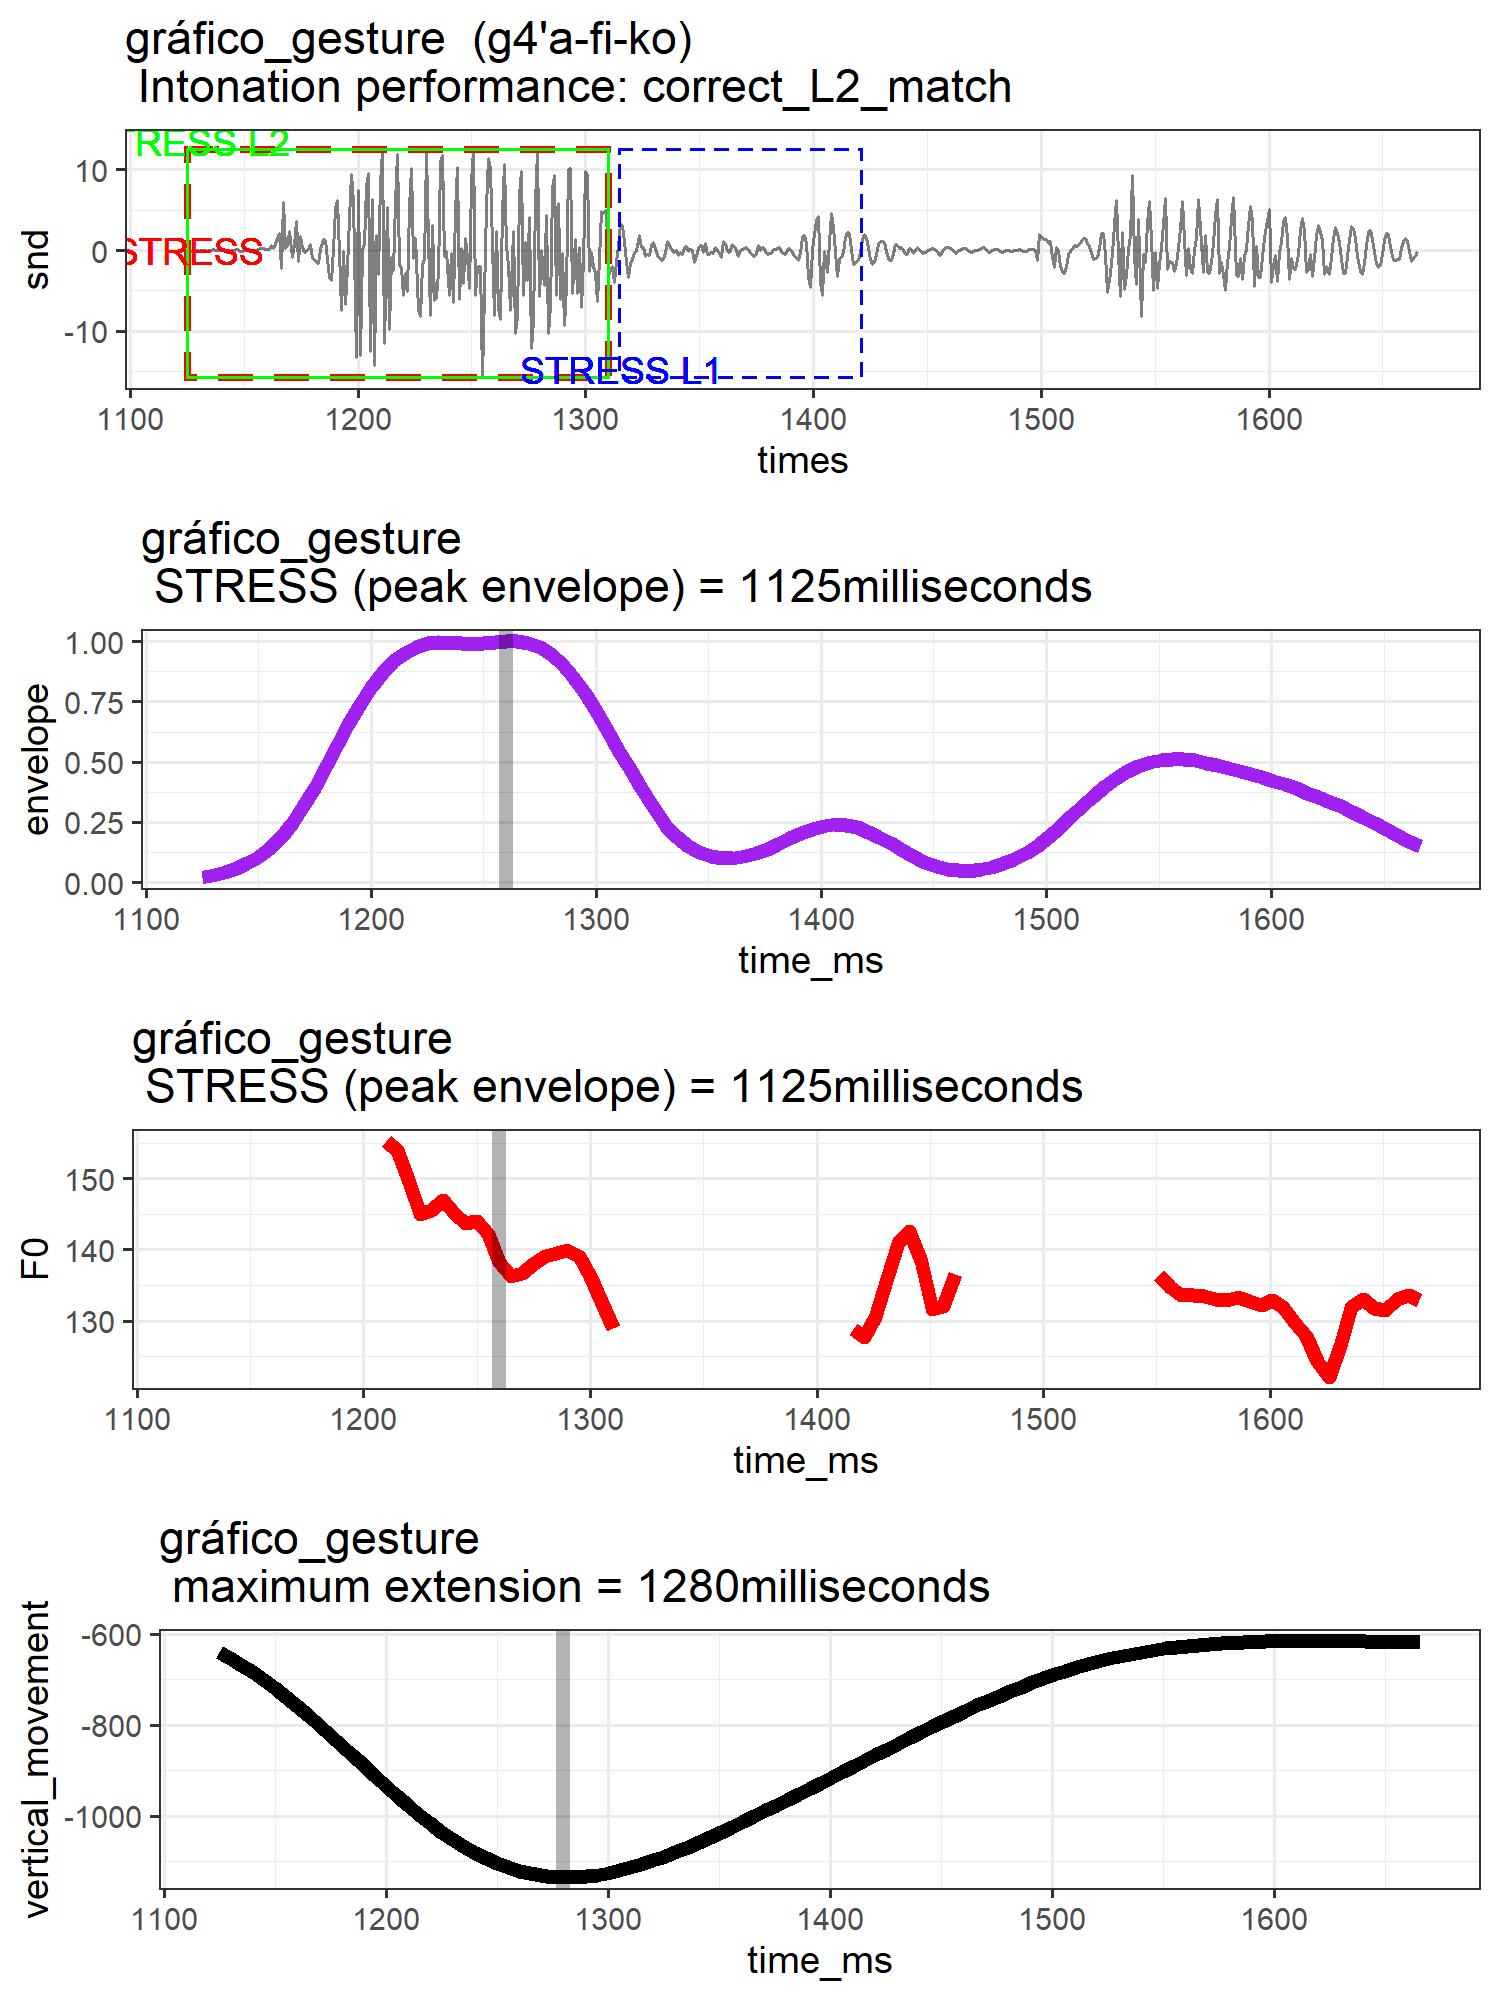 gráfico_gesture  (g4'a-fi-ko)
Intonation performance: correct_L2_match
RESS L2
STRESS
STRESS L1
snd
10
0
-10
1100 1200 1300 1400 1500 1600
times
gráfico_gesture
STRESS (peak envelope) = 1125milliseconds
envelope
1.00
0.75
0.50
0.25
0.00
1100 1200 1300 1400 1500 1600
time_ms
gráfico_gesture
STRESS (peak envelope) = 1125milliseconds
F0
150
140
130
1100 1200 1300 1400 1500 1600
time_ms
gráfico_gesture
maximum extension = 1280milliseconds
vertical_movement
-600
-800
-1000
1100 1200 1300 1400 1500 1600
time_ms